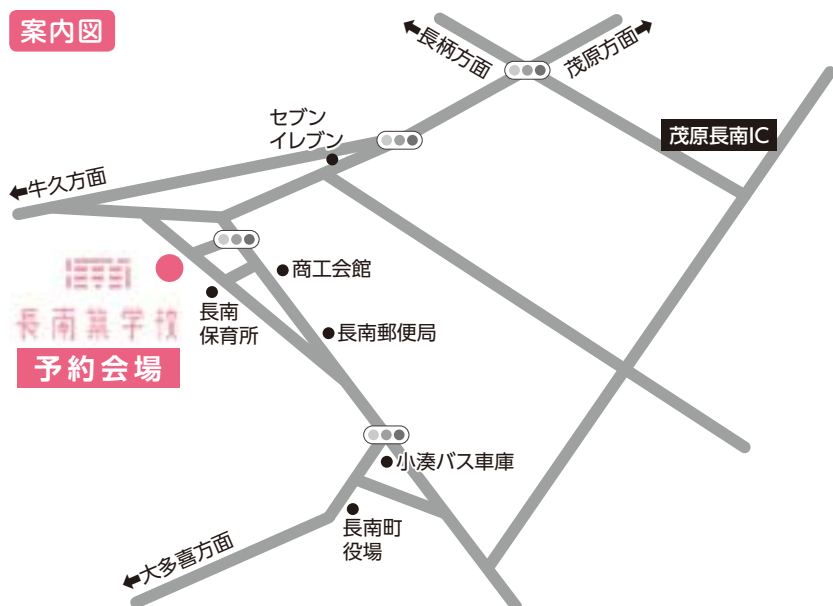 案内図
長柄方面
茂原方面
セブン
イレブン
茂原長南IC
牛久方面
商工会館
長南
保育所
長南郵便局
長南集学校
予約会場
小湊バス車庫
長南町
役場
大多喜方面